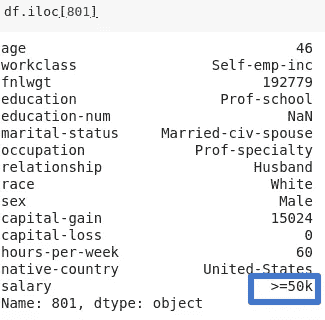 df.iloc[801]
age 46
workclass Self-emp-inc
fnlwgt 192779
education Prof-school
education-num NaN
marital-status Married-civ-spouse
occupation Prof-specialty
relationship Husband
race White
sex Male
capital-gain 15024
capital-loss 0
hours-per-week 60
native-country United-States
salary >=50k
Name: 801, dtype: object